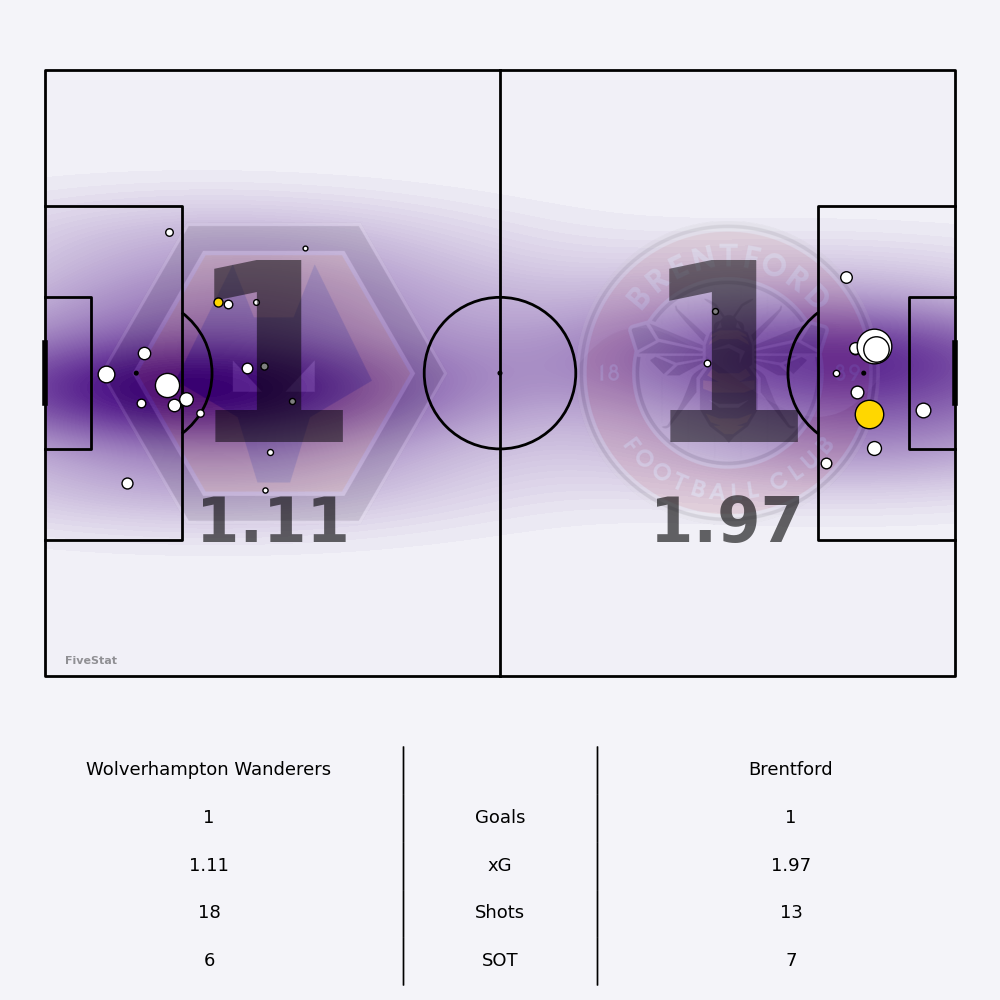 BRENTFORD
1 1
18
FOOTBALL CLUB
1.11 1.97
FiveStat
Wolverhampton Wanderers Brentford
1 Goals 1
1.11 xG 1.97
18 Shots 13
6 SOT 7